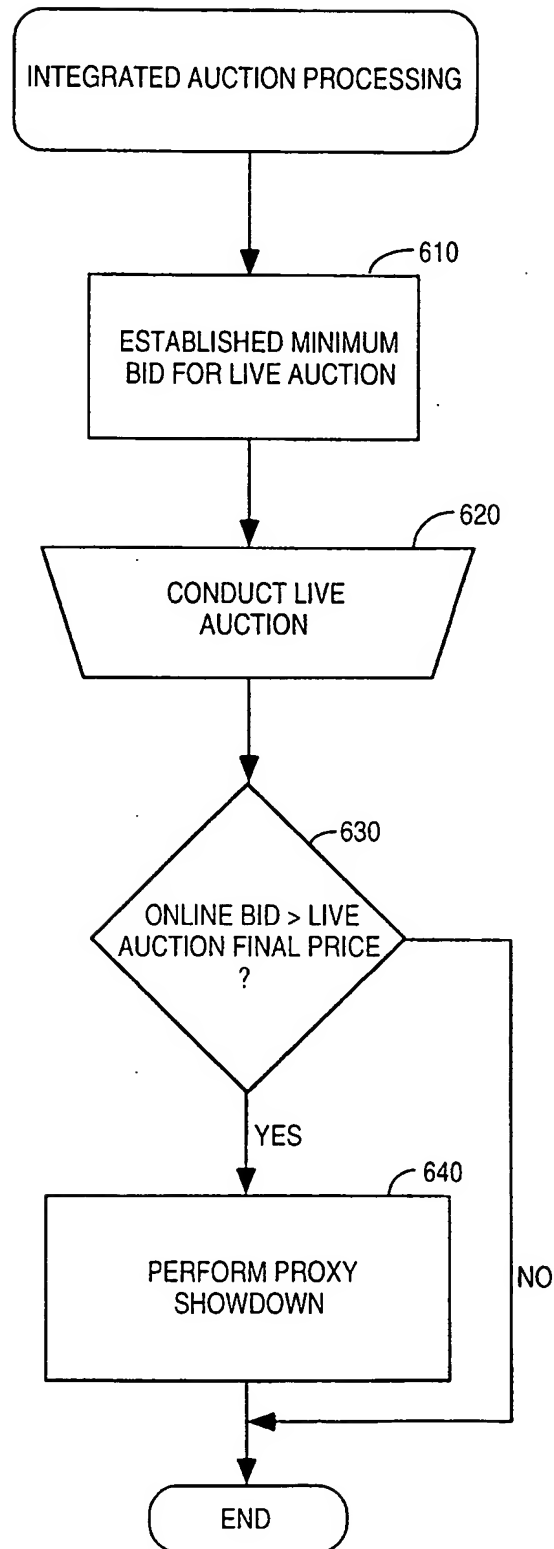 INTEGRATED AUCTION PROCESSING
610
ESTABLISHED MINIMUM
BID FOR LIVE AUCTION
620
CONDUCT LIVE
AUCTION
630
ONLINE BID > LIVE
AUCTION FINAL PRICE
?
YES
640
PERFORM PROXY
SHOWDOWN
NO
END